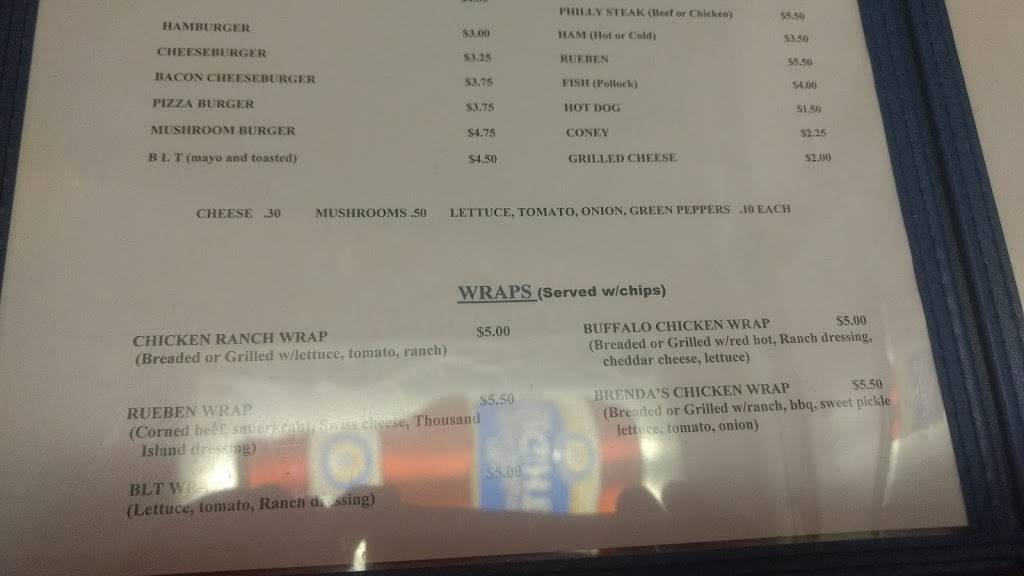 HAMBURGER $3.00
CHEESEBURGER $3.25
BACON CHEESEBURGER $3.75
PIZZA BURGER $3.75
MUSHROOM BURGER $4.75
B L T (mayo and toasted) $4.50
PHILLY STEAK (Beef or Chicken) $5.50
HAM (Hot or Cold) $3.50
RUEBEN $5.50
FISH (Pollock) $4.00
HOT DOG $1.50
CONEY $2.25
GRILLED CHEESE $2.00
CHEESE .30 MUSHROOMS .50 LETTUCE, TOMATO, ONION, GREEN PEPPERS .10 EACH
WRAPS (Served w/chips)
CHICKEN RANCH WRAP $5.00
(Breaded or Grilled w/lettuce, tomato, ranch)
RUEBEN WRAP $5.50
(Corned beef, sauerkraut, Swiss cheese, Thousand
Island dressing)
BLT $5.00
(Lettuce, tomato, Ranch dressing)
BUFFALO CHICKEN WRAP $5.00
(Breaded or Grilled w/red hot, Ranch dressing,
cheddar cheese, lettuce)
BRENDA'S CHICKEN WRAP $5.50
(Breaded or Grilled w/ranch, bbq, sweet pickle
lettuce, tomato, onion)